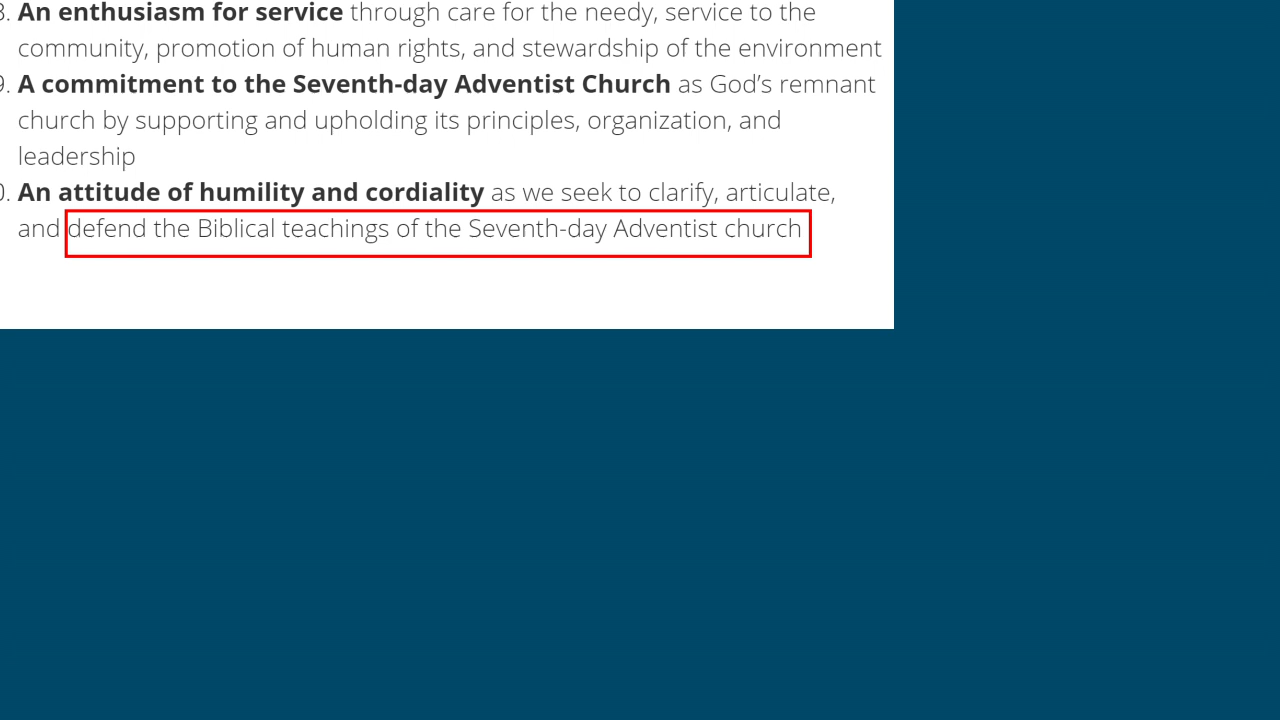 8. An enthusiasm for service through care for the needy, service to the
community, promotion of human rights, and stewardship of the environment
9. A commitment to the Seventh-day Adventist Church as God’s remnant
church by supporting and upholding its principles, organization, and
leadership
0. An attitude of humility and cordiality as we seek to clarify, articulate,
and defend the Biblical teachings of the Seventh-day Adventist church